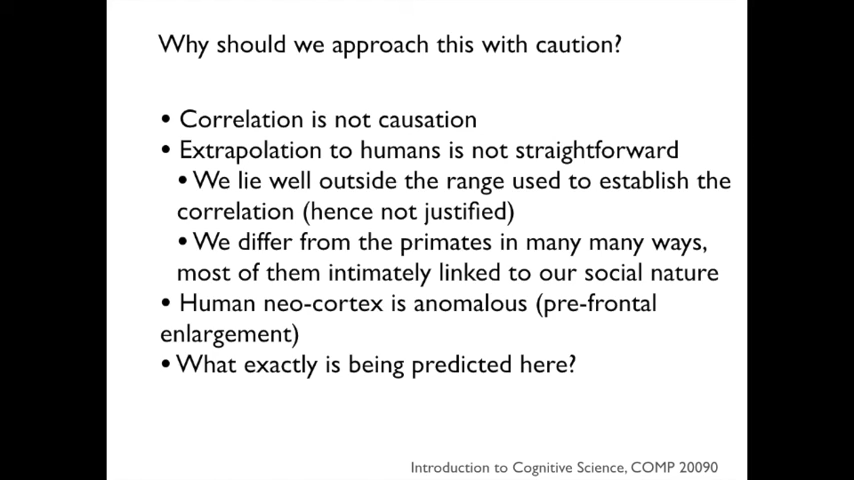 Why should we approach this with caution?
• Correlation is not causation
• Extrapolation to humans is not straightforward
• We lie well outside the range used to establish the
correlation (hence not justified)
• We differ from the primates in many many ways,
most of them intimately linked to our social nature
• Human neo-cortex is anomalous (pre-frontal
enlargement)
• What exactly is being predicted here?
Introduction to Cognitive Science, COMP 20090